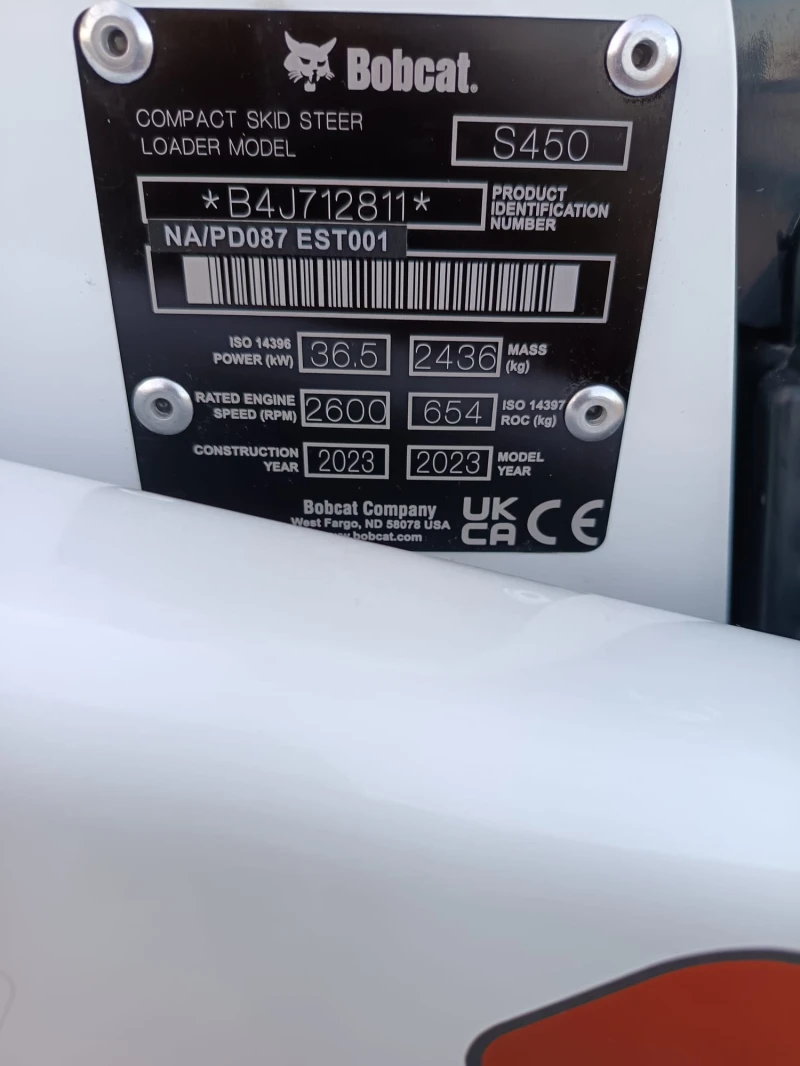 Bobcat.
COMPACT SKID STEER
LOADER MODEL
S450
*B4J712811*
PRODUCT
IDENTIFICATION
NUMBER
NA/PD087 EST001
ISO 14396
POWER (kW)
36.5
2436
MASS
(kg)
RATED ENGINE
SPEED (RPM)
2600
654
ISO 14397
ROC (kg)
CONSTRUCTION
YEAR
2023
2023
MODEL
YEAR
Bobcat Company
West Fargo, ND 58078 USA
.bobcat.com
UK
CA
CE